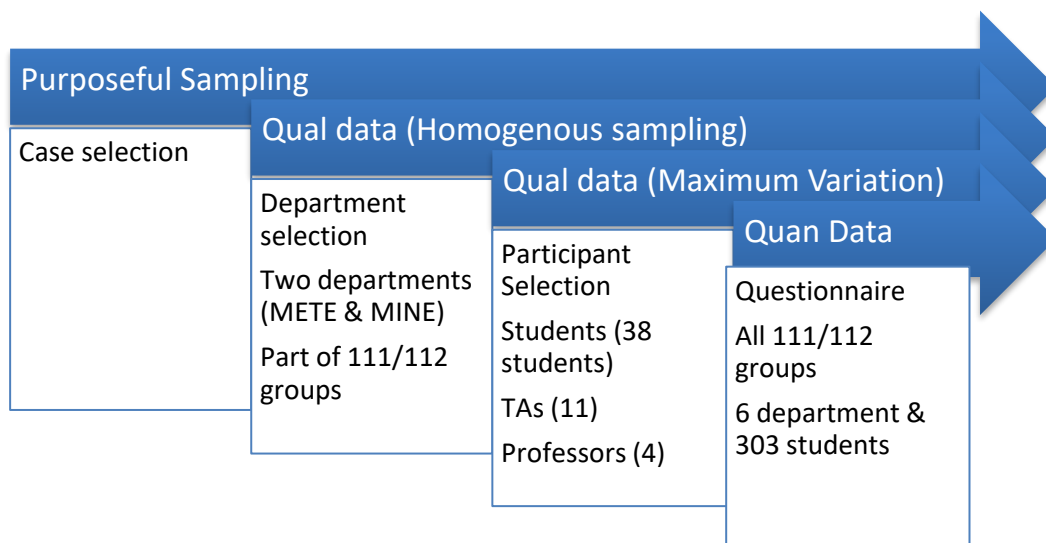 Purposeful Sampling
Case selection
Qual data (Homogenous sampling)
Department
selection
Two departments
(METE & MINE)
Part of 111/112
groups
Qual data (Maximum Variation)
Participant
Selection
Students (38
students)
TAs (11)
Professors (4)
Quan Data
Questionnaire
All 111/112
groups
6 department &
303 students